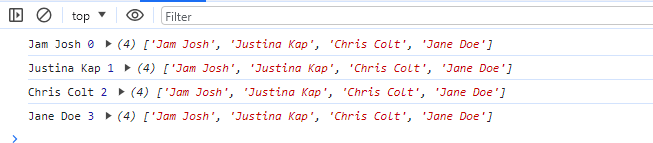 top ▼ Filter
Jam Josh 0 ▶ (4) ['Jam Josh', 'Justina Kap', 'Chris Colt', 'Jane Doe']
Justina Kap 1 ▶ (4) ['Jam Josh', 'Justina Kap', 'Chris Colt', 'Jane Doe']
Chris Colt 2 ▶ (4) ['Jam Josh', 'Justina Kap', 'Chris Colt', 'Jane Doe']
Jane Doe 3 ▶ (4) ['Jam Josh', 'Justina Kap', 'Chris Colt', 'Jane Doe']